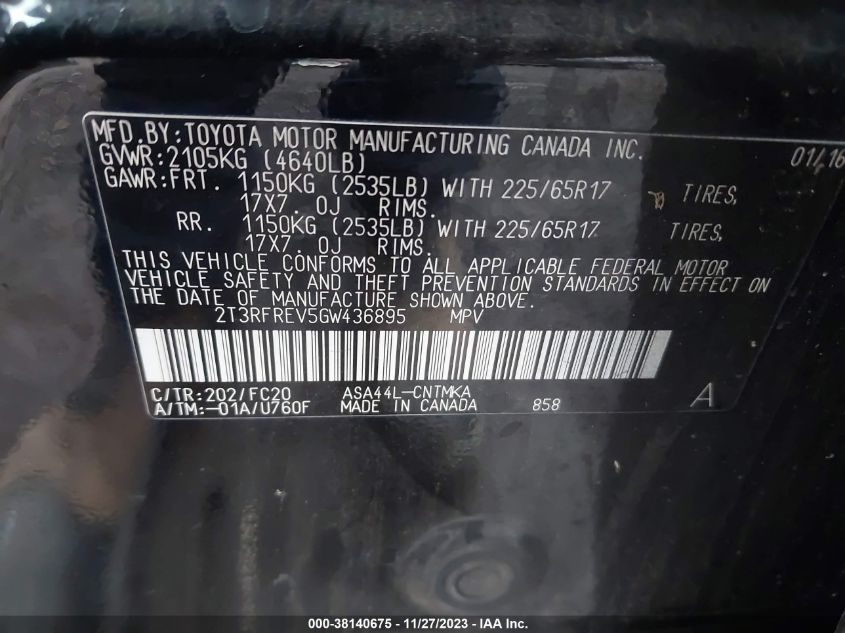 MFD.BY:TOYOTA MOTOR MANUFACTURING CANADA INC. 01/16
GVWR:2105KG (4640LB)
GAWR:FRT. 1150KG (2535LB) WITH 225/65R17 TIRES,
17X7.0J RIMS.
RR. 1150KG (2535LB) WITH 225/65R17 TIRES,
17X7.0J RIMS.
THIS VEHICLE CONFORMS TO ALL APPLICABLE FEDERAL MOTOR
VEHICLE SAFETY AND THEFT PREVENTION STANDARDS IN EFFECT ON
THE DATE OF MANUFACTURE SHOWN ABOVE.
2T3RFREV5GW436895 MPV
C/TR:202/FC20 ASA44L-CNTMKA
A/TM:-01A/U760F MADE IN CANADA 858 A
000-38140675 - 11/27/2023 - IAA Inc.